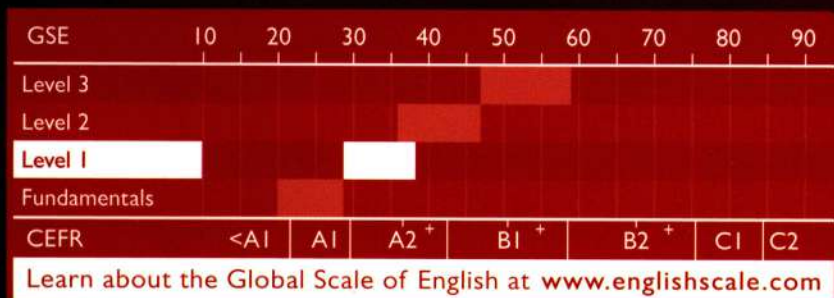 GSE 10 20 30 40 50 60 70 80 90
Level 3
Level 2
Level 1
Fundamentals
CEFR <A1 A1 A2 + B1 + B2 + C1 C2
Learn about the Global Scale of English at www.englishscale.com